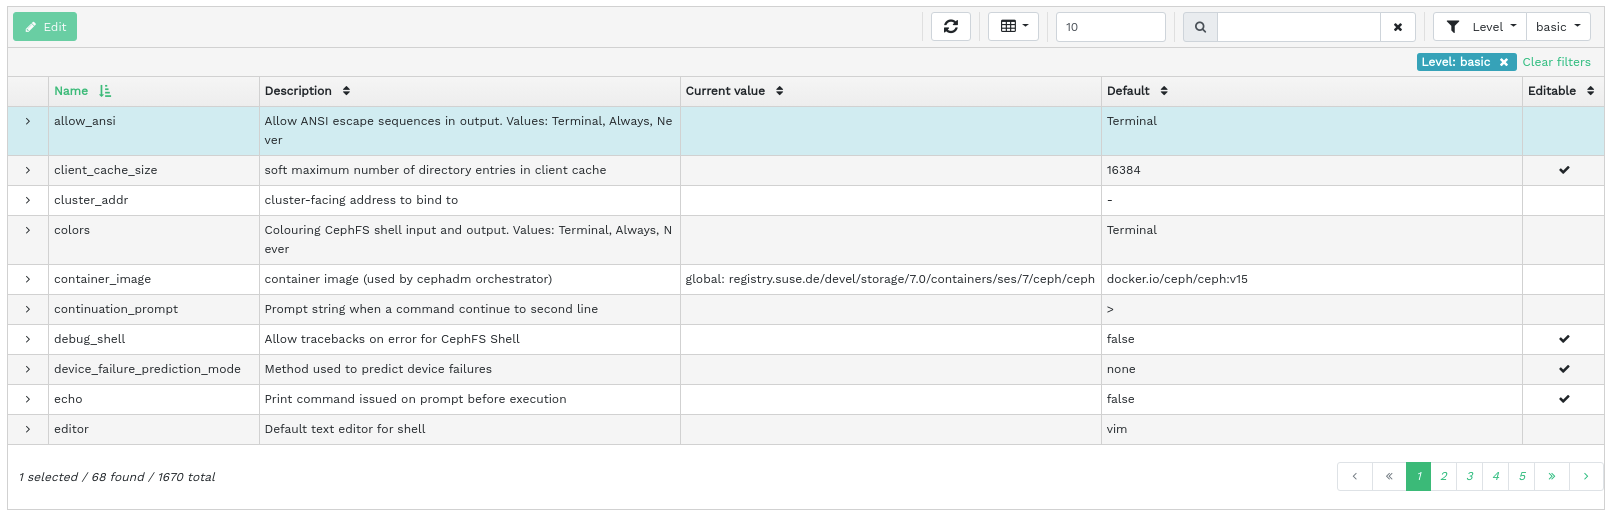 Edit 10 Level basic
Level: basic Clear filters
Name Description Current value Default Editable
allow_ansi Allow ANSI escape sequences in output. Values: Terminal, Always, Ne Terminal
ver
client_cache_size soft maximum number of directory entries in client cache 16384
cluster_addr cluster-facing address to bind to -
colors Colouring CephFS shell input and output. Values: Terminal, Always, N Terminal
ever
container_image container image (used by cephadm orchestrator) global: registry.suse.de/devel/storage/7.0/containers/ses/7/ceph/ceph docker.io/ceph/ceph:v15
continuation_prompt Prompt string when a command continue to second line >
debug_shell Allow tracebacks on error for CephFS Shell false
device_failure_prediction_mode Method used to predict device failures none
echo Print command issued on prompt before execution false
editor Default text editor for shell vim
1 selected / 68 found / 1670 total ‹ « 1 2 3 4 5 » ›